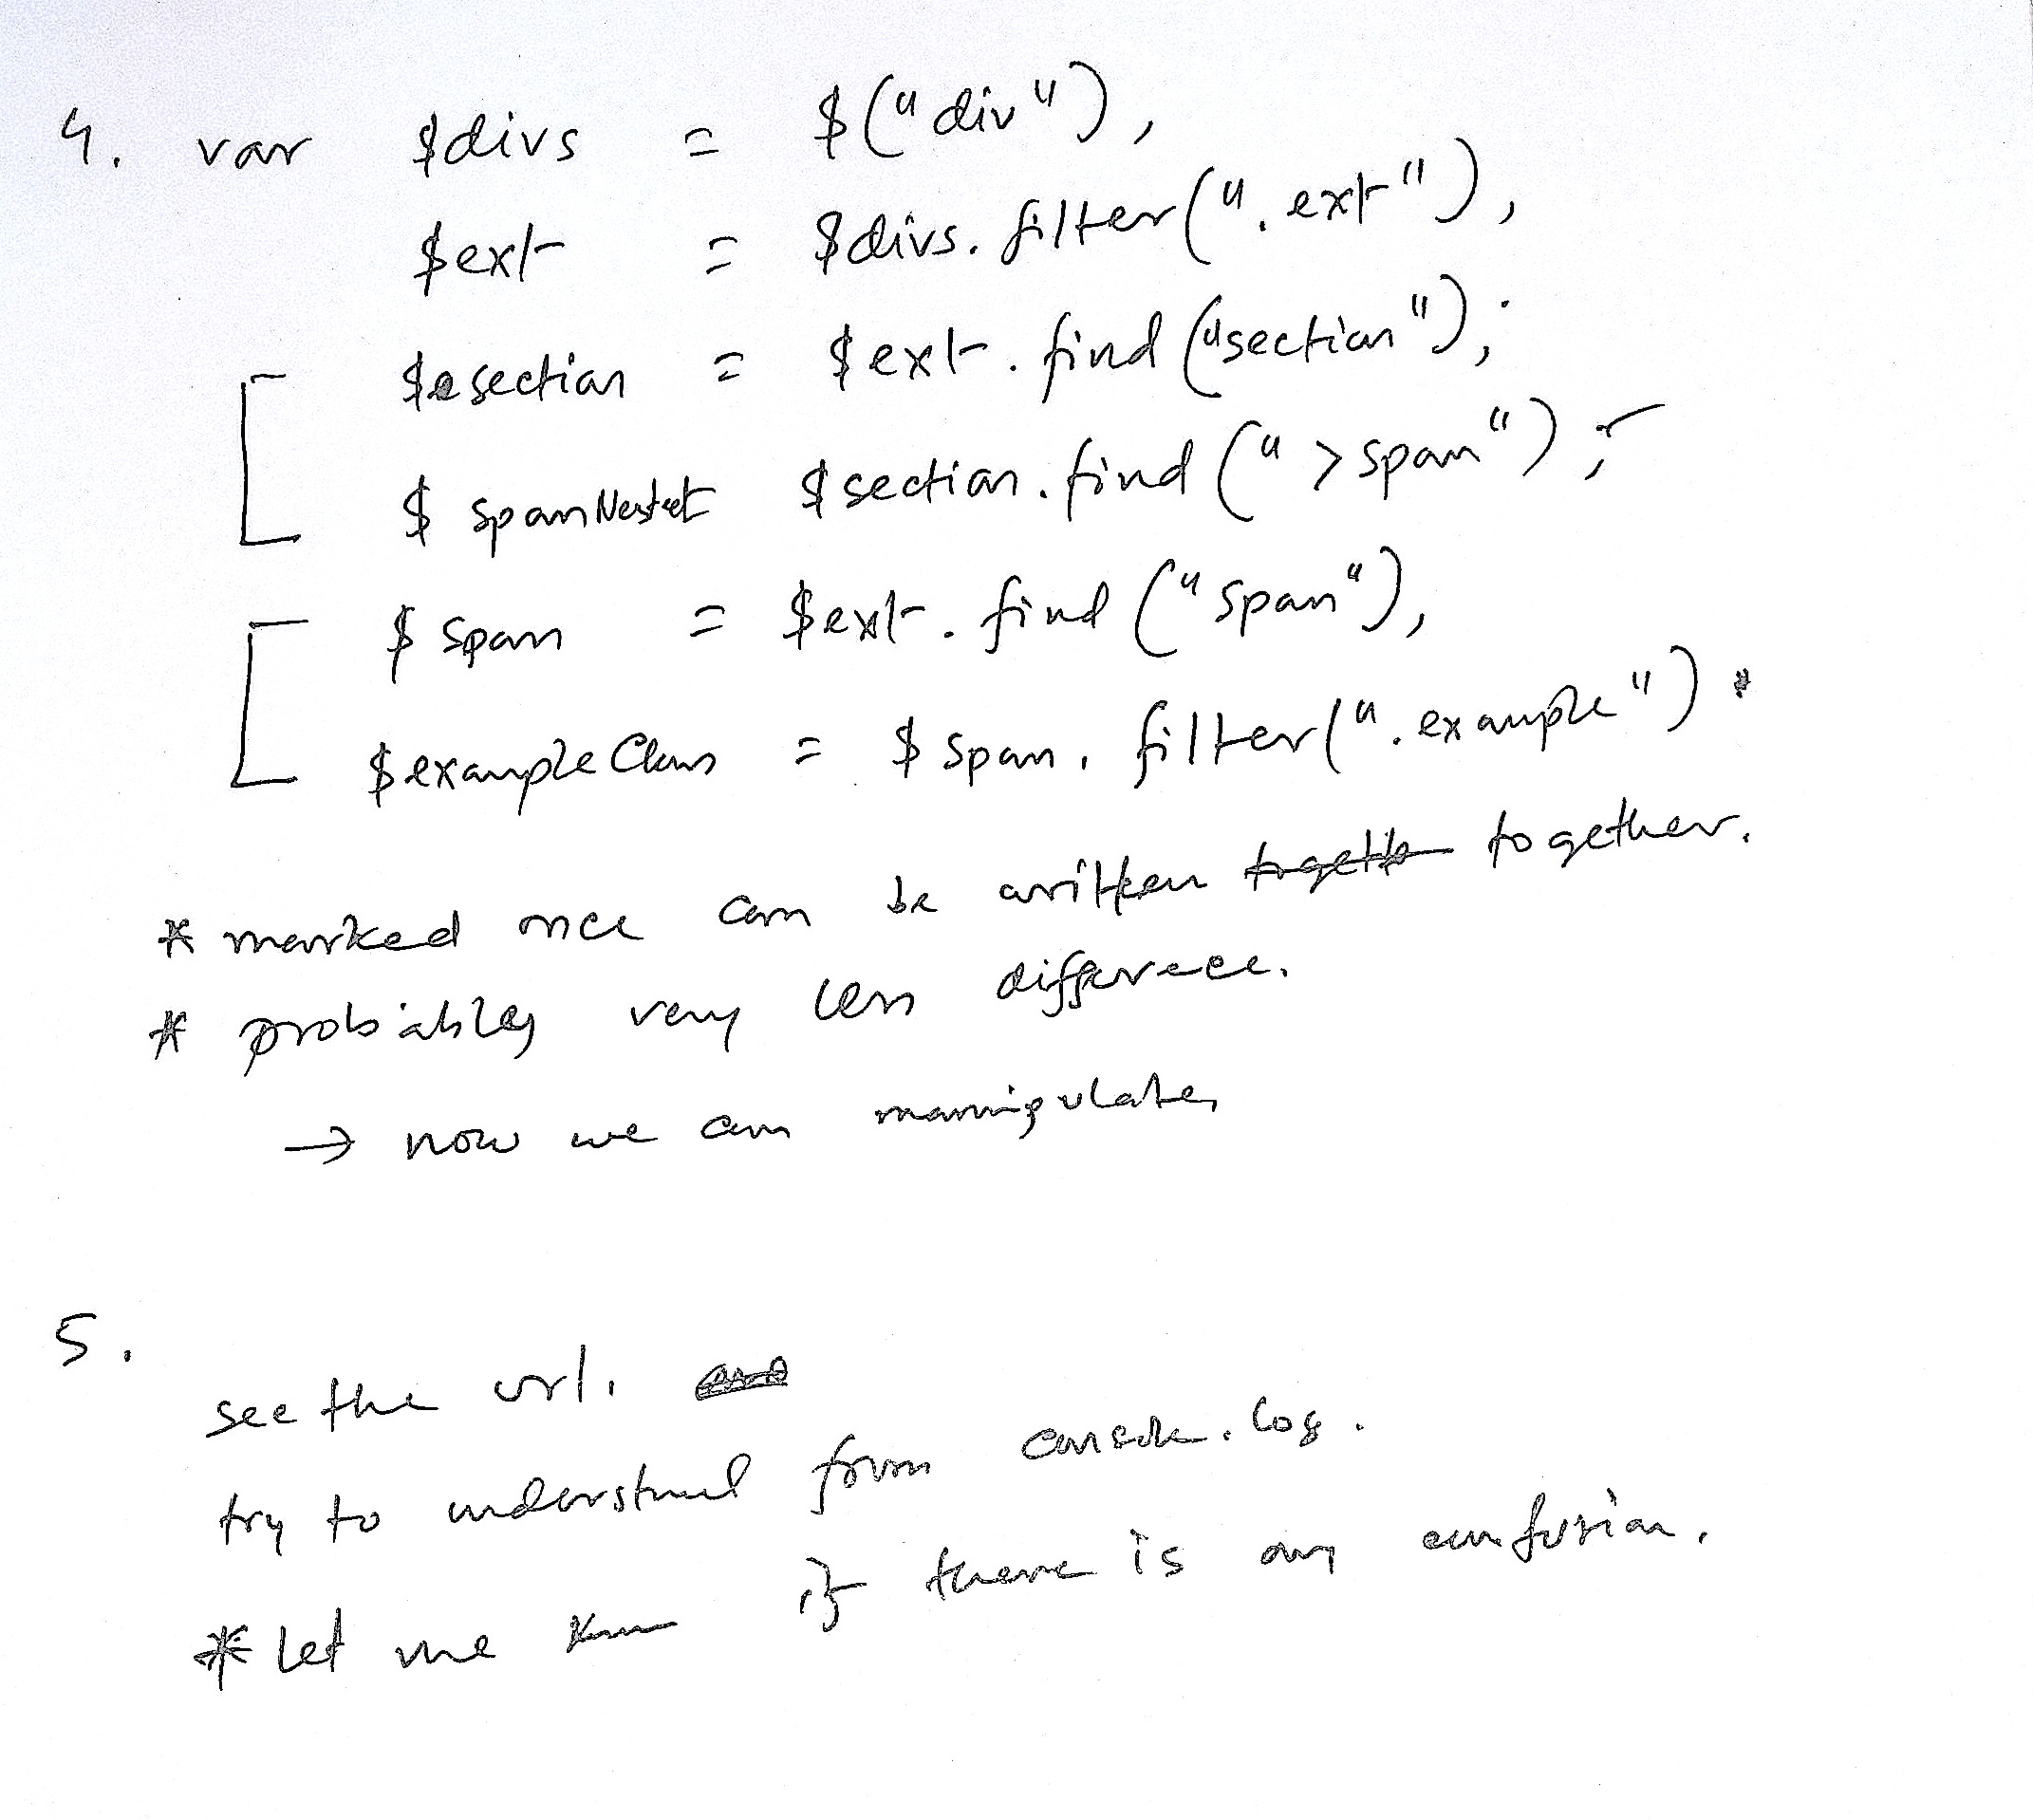 4. var $divs = $("div"),
$ext = $divs.filter(".ext"),
$section = $ext.find("section");
$spanNested $section.find(">span");
$span = $ext.find("span"),
$exampleClass = $span.filter(".example").
* marked once can be written together.
* probably very less differece.
→ now we can manipulate,
5.
see the url.
try to understand from console.log.
* let me know if there is any confusion.